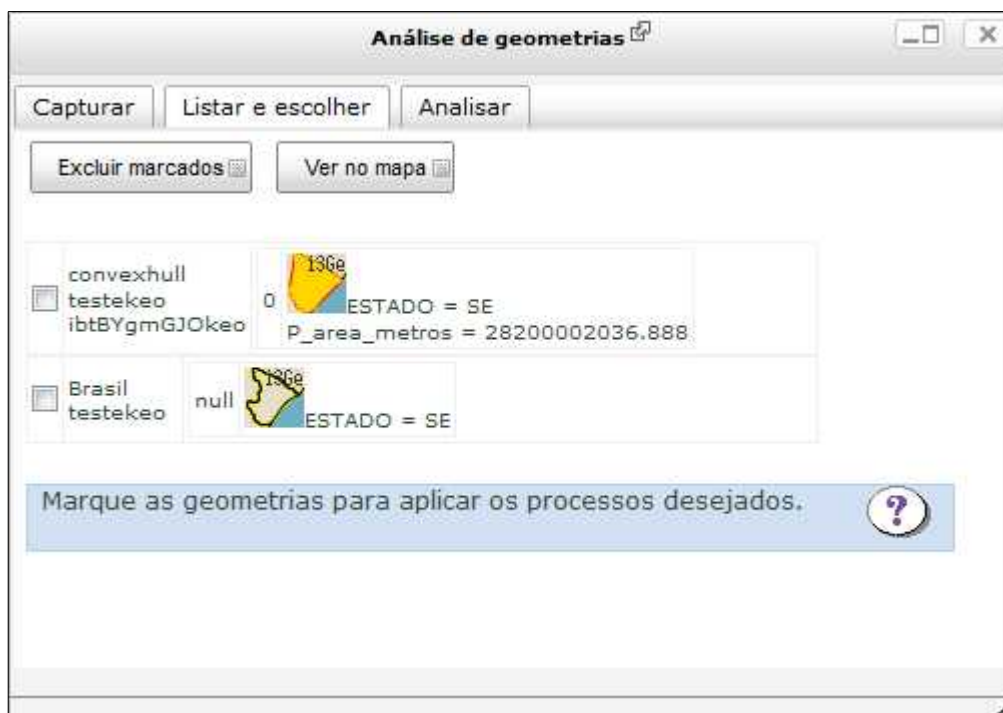 Análise de geometrias
Capturar
Listar e escolher
Analisar
Excluir marcados
Ver no mapa
convexhull
testekeo
ibtBYgmGJOkeo
0
13Ge
ESTADO = SE
P_area_metros = 28200002036.888
Brasil
testekeo
null
13Ge
ESTADO = SE
Marque as geometrias para aplicar os processos desejados.
?